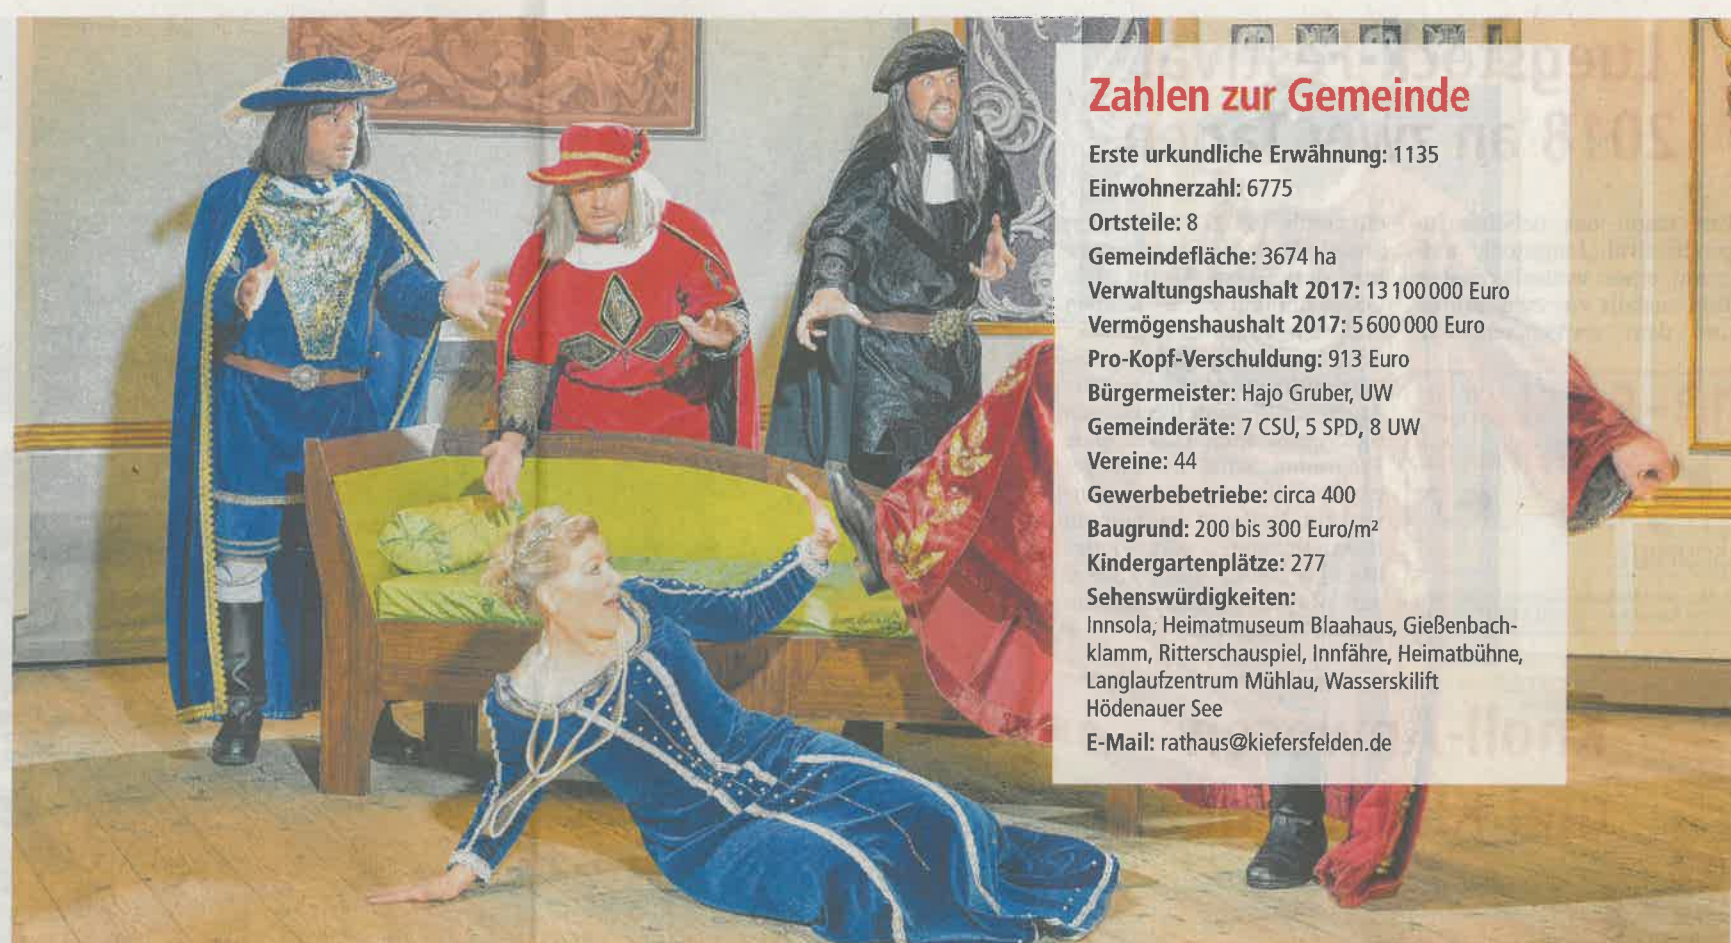 Zahlen zur Gemeinde
Erste urkundliche Erwähnung: 1135
Einwohnerzahl: 6775
Ortsteile: 8
Gemeindefläche: 3674 ha
Verwaltungshaushalt 2017: 13 100 000 Euro
Vermögenshaushalt 2017: 5 600 000 Euro
Pro-Kopf-Verschuldung: 913 Euro
Bürgermeister: Hajo Gruber, UW
Gemeinderäte: 7 CSU, 5 SPD, 8 UW
Vereine: 44
Gewerbebetriebe: circa 400
Baugrund: 200 bis 300 Euro/m²
Kindergartenplätze: 277
Sehenswürdigkeiten:
Innsola, Heimatmuseum Blaahaus, Gießenbach-
klamm, Ritterschauspiel, Innfähre, Heimatbühne,
Langlaufzentrum Mühlau, Wasserskilift
Hödenauer See
E-Mail: rathaus@kiefersfelden.de